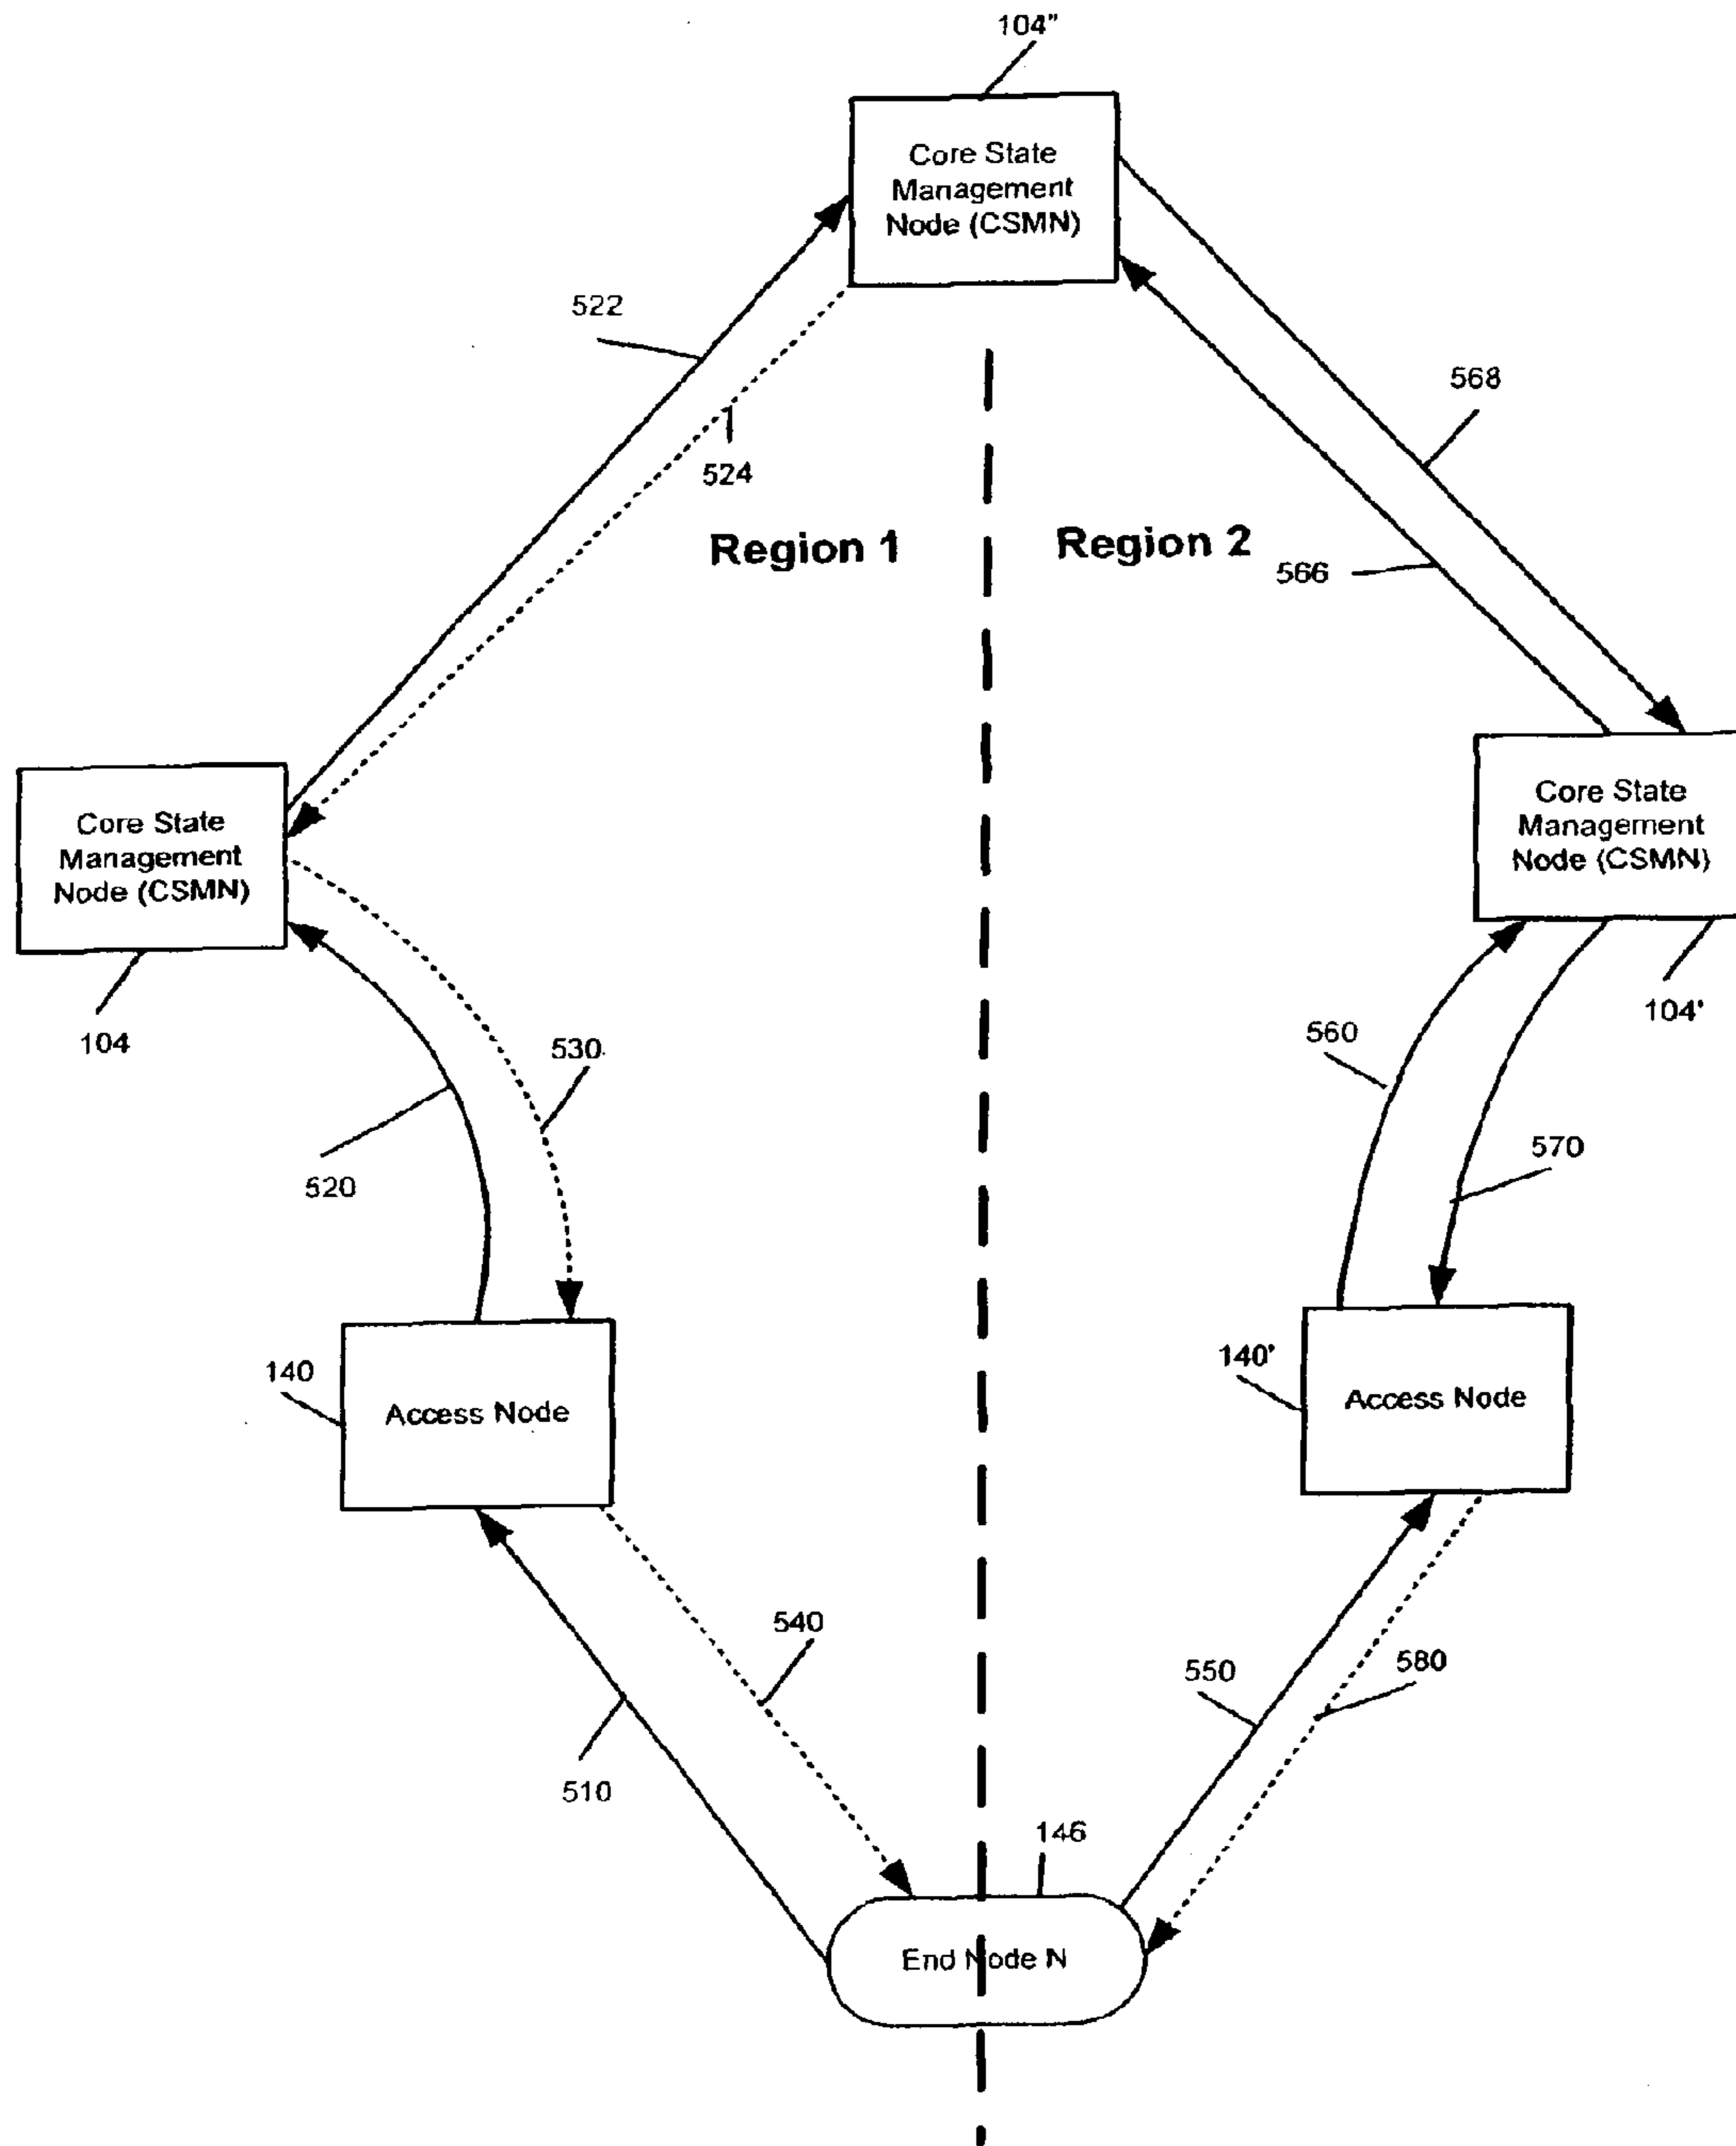 104"
Core State
Management
Node (CSMN)
522
568
524
Region 1
Region 2
566
Core State
Management
Node (CSMN)
Core State
Management
Node (CSMN)
104
530
560
104'
520
570
140
Access Node
140'
Access Node
540
550
580
510
146
End Node N